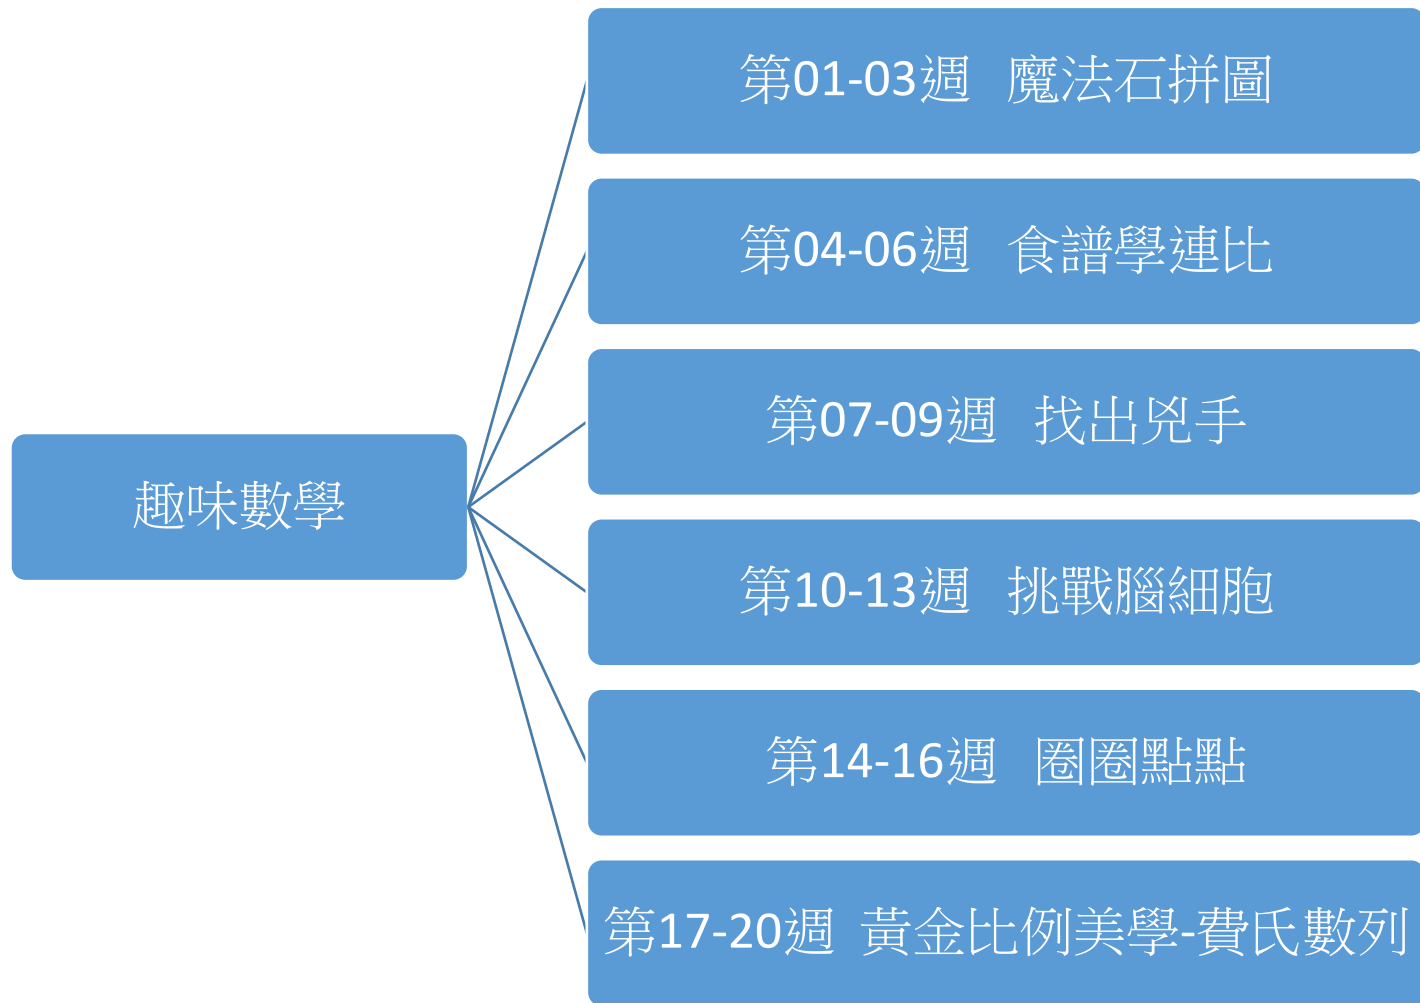 趣味數學
第01-03週 魔法石拼圖
第04-06週 食譜學連比
第07-09週 找出兇手
第10-13週 挑戰腦細胞
第14-16週 圈圈點點
第17-20週 黃金比例美學-費氏數列